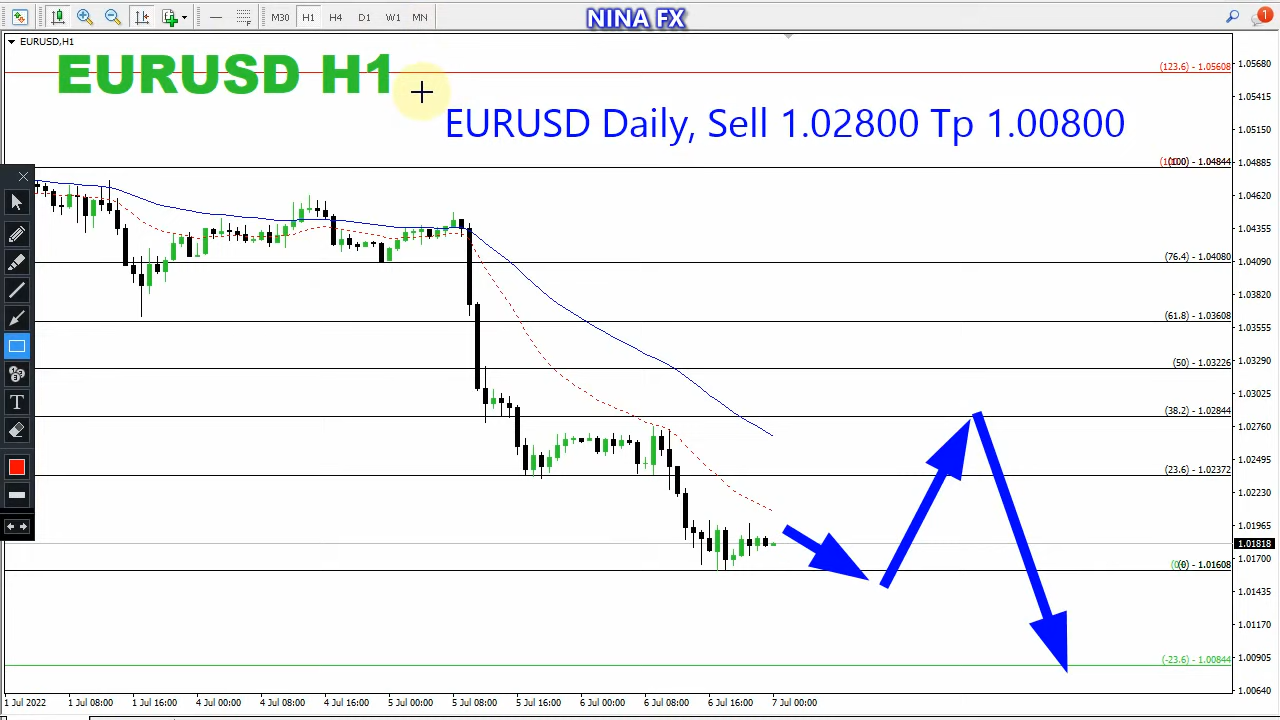 M30 H1 H4 D1 W1 MN
NINA FX
1
EURUSD,H1
EURUSD H1
EURUSD Daily, Sell 1.02800 Tp 1.00800
(123.6) - 1.05608
(100) - 1.04844
(76.4) - 1.04080
(61.8) - 1.03608
(50) - 1.03226
(38.2) - 1.02844
(23.6) - 1.02372
(0) - 1.01608
(-23.6) - 1.00844
1.05680
1.05415
1.05150
1.04885
1.04620
1.04355
1.04090
1.03820
1.03555
1.03290
1.03025
1.02760
1.02495
1.02230
1.01965
1.01818
1.01700
1.01435
1.01170
1.00905
1.00640
T
1 Jul 2022 1 Jul 08:00 1 Jul 16:00 4 Jul 00:00 4 Jul 08:00 4 Jul 16:00 5 Jul 00:00 5 Jul 08:00 5 Jul 16:00 6 Jul 00:00 6 Jul 08:00 6 Jul 16:00 7 Jul 00:00